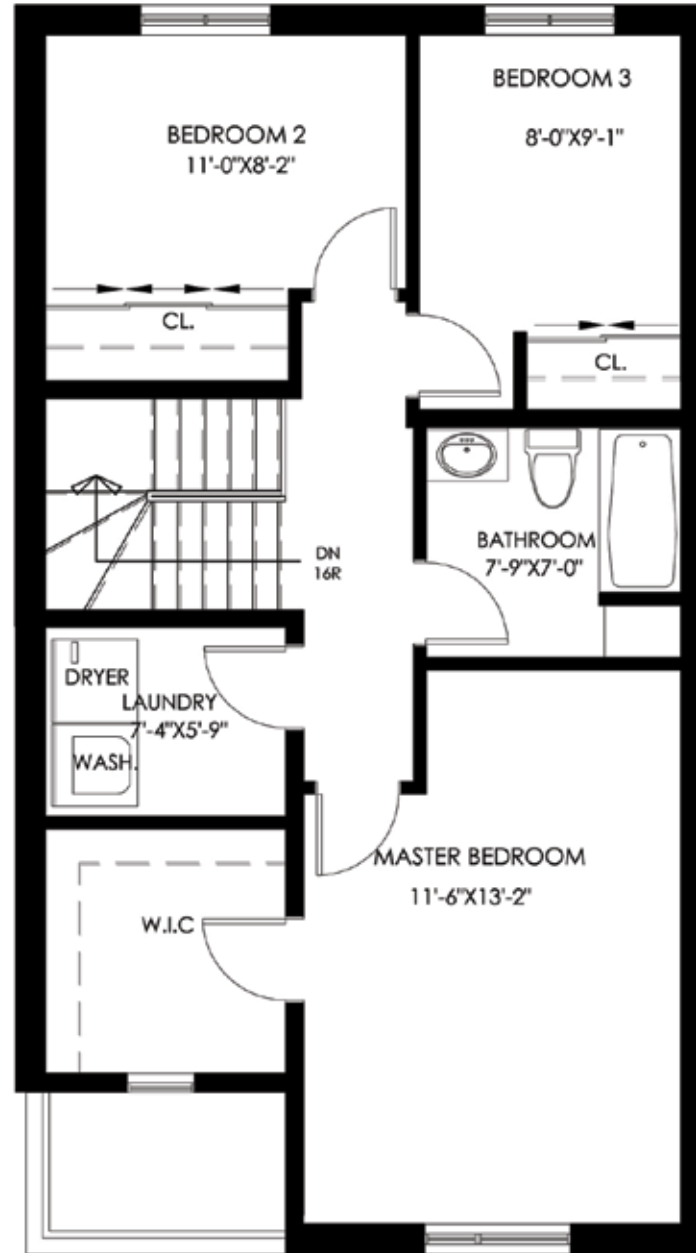 BEDROOM 2
11'-0"X8'-2"
BEDROOM 3
8'-0"X9'-1"
CL.
CL.
DN
16R
BATHROOM
7'-9"X7'-0"
DRYER
LAUNDRY
7'-4"X5'-9"
WASH.
MASTER BEDROOM
11'-6"X13'-2"
W.I.C